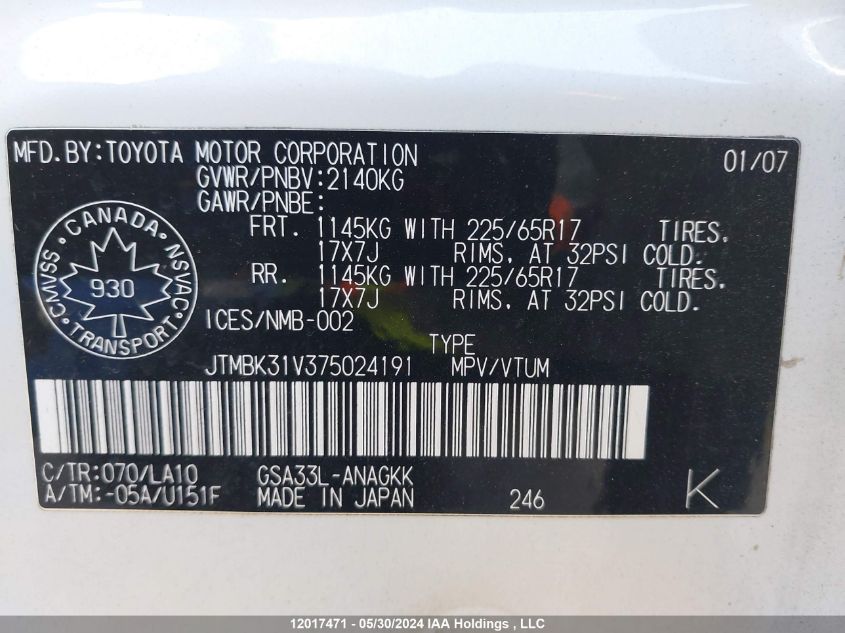 MFD.BY:TOYOTA MOTOR CORPORATION 01/07
GVWR/PNBV:2140KG
GAWR/PNBE:
FRT. 1145KG WITH 225/65R17 TIRES,
17X7J RIMS, AT 32PSI COLD.
RR. 1145KG WITH 225/65R17 TIRES,
17X7J RIMS, AT 32PSI COLD.
CANADA · NSVAC · TRANSPORT · CMVSS ·
930
ICES/NMB-002
TYPE
JTMBK31V375024191 MPV/VTUM
C/TR:070/LA10 GSA33L-ANAGKK
A/TM:-05A/U151F MADE IN JAPAN 246 K
12017471 - 05/30/2024 IAA Holdings , LLC